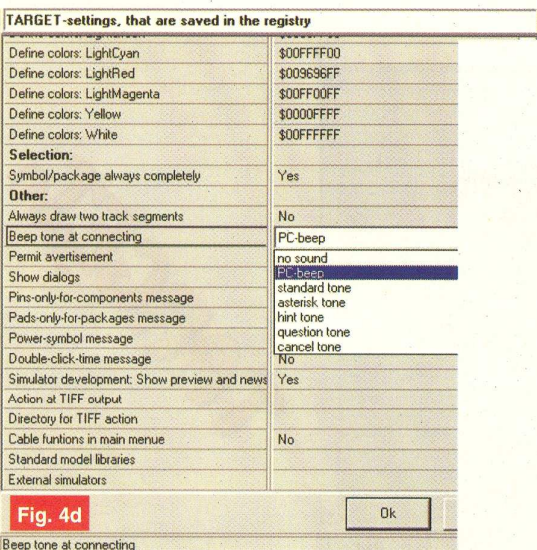 TARGET-settings, that are saved in the registry
Define colors: LightCyan $00FFFF00
Define colors: LightRed $009696FF
Define colors: LightMagenta $00FF00FF
Define colors: Yellow $0000FFFF
Define colors: White $00FFFFFF
Selection:
Symbol/package always completely Yes
Other:
Always draw two track segments No
Beep tone at connecting PC-beep
Permit avertisement no sound
PC-beep
Show dialogs standard tone
Pins-only-for-components message asterisk tone
hint tone
Pads-only-for-packages message question tone
Power-symbol message cancel tone
Double-click-time message No
Simulator development: Show preview and news Yes
Action at TIFF output
Directory for TIFF action
Cable funtions in main menue No
Standard model libraries
External simulators
Fig. 4d Ok
Beep tone at connecting